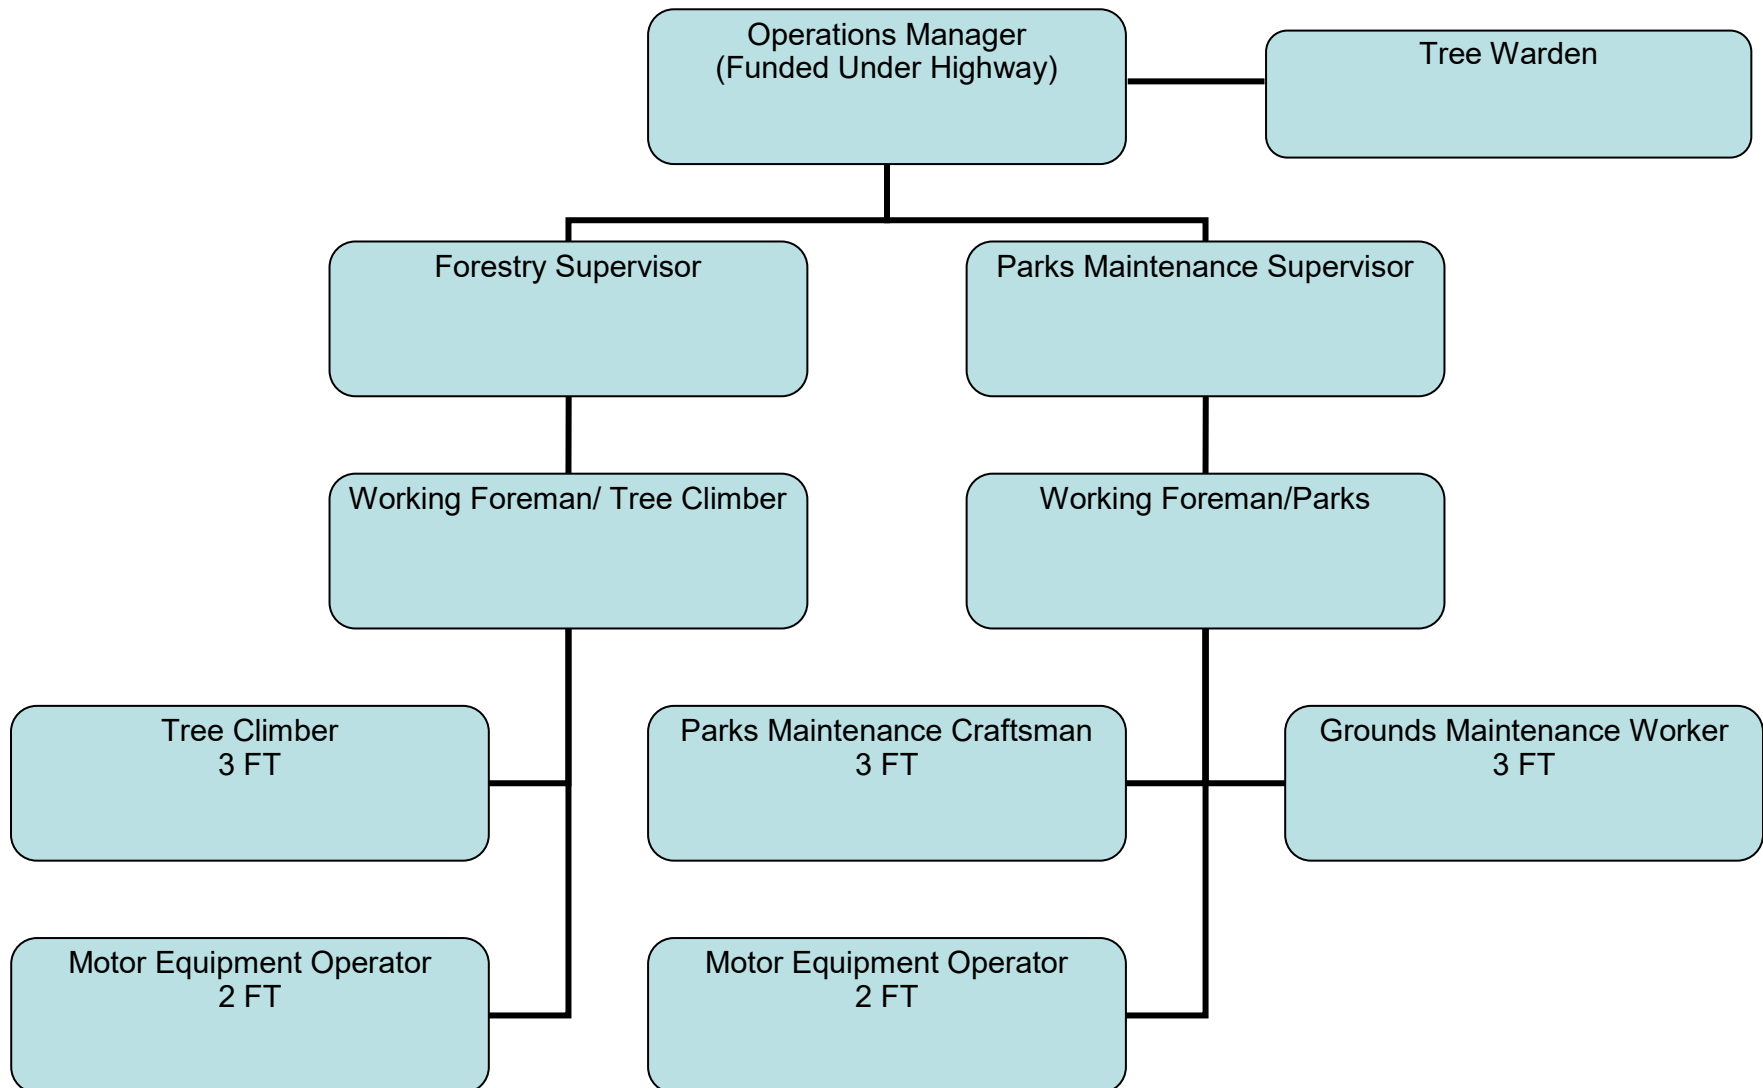 Operations Manager
(Funded Under Highway)
Tree Warden
Forestry Supervisor
Parks Maintenance Supervisor
Working Foreman/ Tree Climber
Working Foreman/Parks
Tree Climber
3 FT
Parks Maintenance Craftsman
3 FT
Grounds Maintenance Worker
3 FT
Motor Equipment Operator
2 FT
Motor Equipment Operator
2 FT